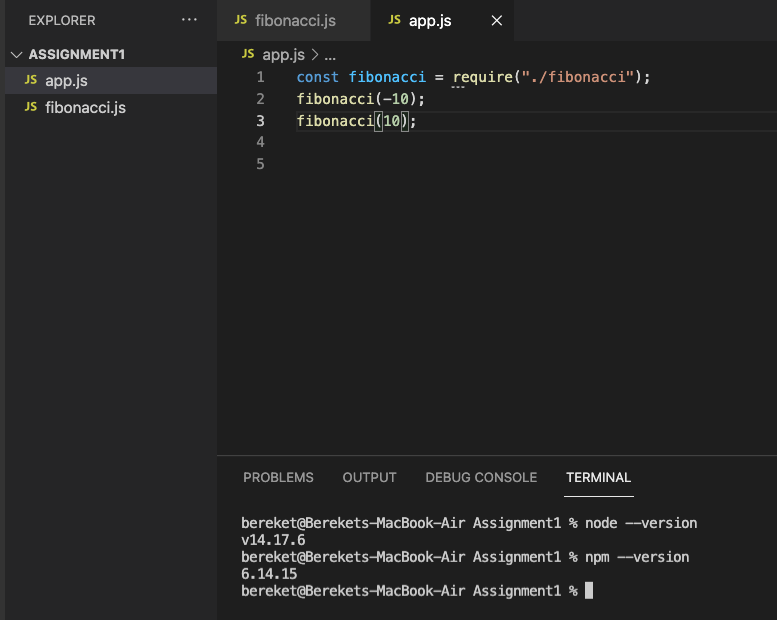 EXPLORER ...
ASSIGNMENT1
JS app.js
JS fibonacci.js
JS fibonacci.js JS app.js ×
JS app.js > ...
1 const fibonacci = require("./fibonacci");
2 fibonacci(-10);
3 fibonacci(10);
4
5
PROBLEMS OUTPUT DEBUG CONSOLE TERMINAL
bereket@Berekets-MacBook-Air Assignment1 % node --version
v14.17.6
bereket@Berekets-MacBook-Air Assignment1 % npm --version
6.14.15
bereket@Berekets-MacBook-Air Assignment1 %